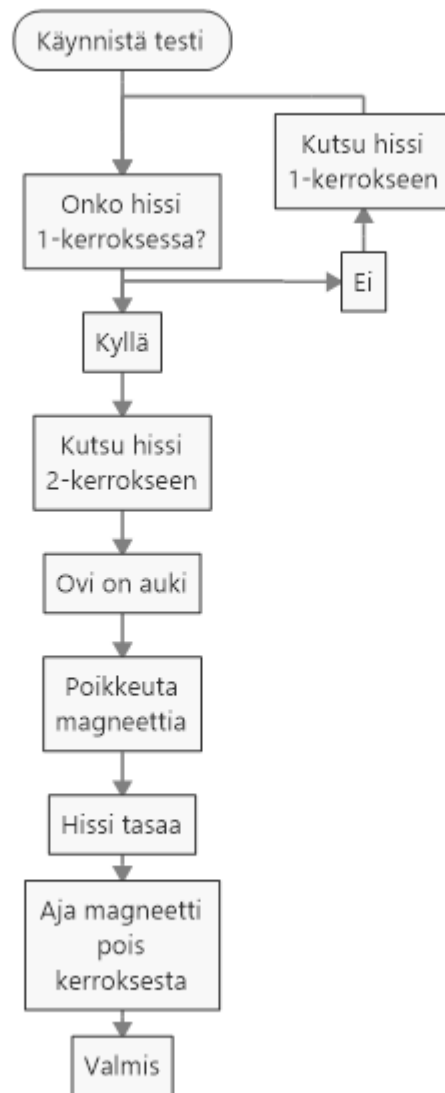 Käynnistä testi
Kutsu hissi
1-kerrokseen
Onko hissi
1-kerroksessa?
Ei
Kyllä
Kutsu hissi
2-kerrokseen
Ovi on auki
Poikkeuta
magneettia
Hissi tasaa
Aja magneetti
pois
kerroksesta
Valmis